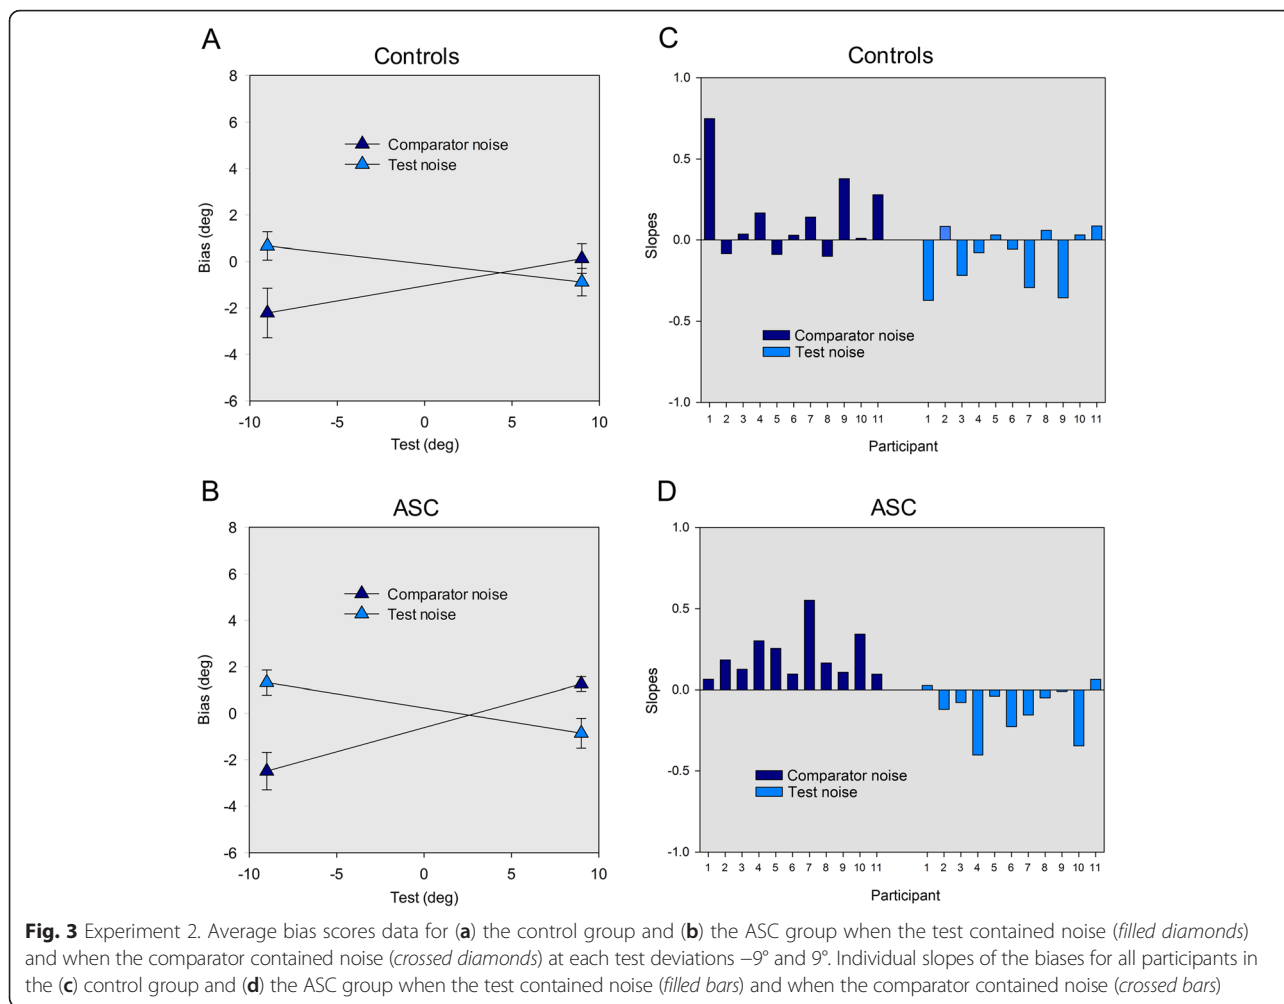 A
Controls
8
6
4
2
0
-2
-4
-6
Bias (deg)
Comparator noise
Test noise
-10 -5 0 5 10
Test (deg)
C
Controls
1.0
0.5
0.0
-0.5
-1.0
Slopes
Comparator noise
Test noise
1 2 3 4 5 6 7 8 9 10 11 1 2 3 4 5 6 7 8 9 10 11
Participant
B
ASC
8
6
4
2
0
-2
-4
-6
Bias (deg)
Comparator noise
Test noise
-10 -5 0 5 10
Test (deg)
D
ASC
1.0
0.5
0.0
-0.5
-1.0
Slopes
Comparator noise
Test noise
1 2 3 4 5 6 7 8 9 10 11 1 2 3 4 5 6 7 8 9 10 11
Participant
Fig. 3 Experiment 2. Average bias scores data for (a) the control group and (b) the ASC group when the test contained noise (filled diamonds)
and when the comparator contained noise (crossed diamonds) at each test deviations −9° and 9°. Individual slopes of the biases for all participants in
the (c) control group and (d) the ASC group when the test contained noise (filled bars) and when the comparator contained noise (crossed bars)